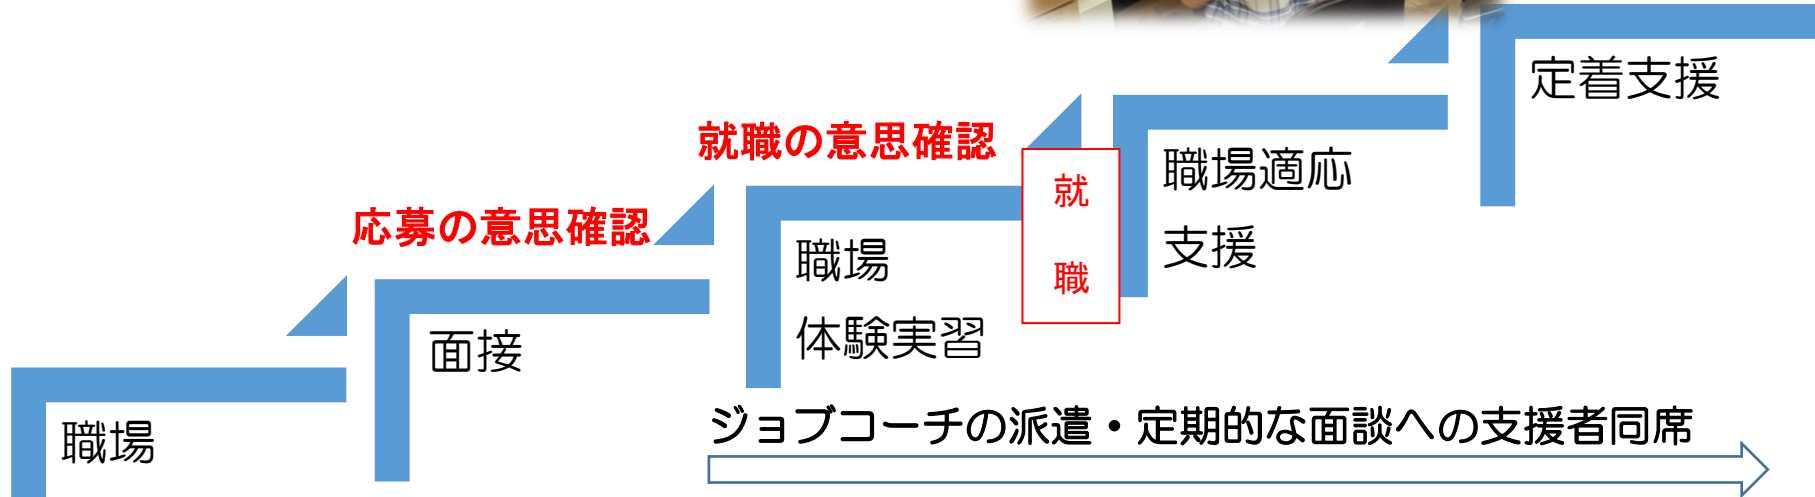 定着支援
就職の意思確認
職場適応
支援
就
職
応募の意思確認
職場
体験実習
面接
ジョブコーチの派遣・定期的な面談への支援者同席
職場